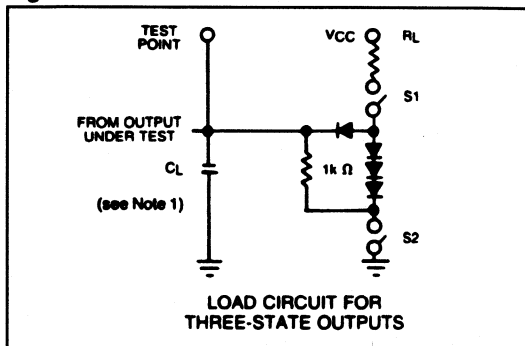 TEST
POINT
VCC
RL
S1
FROM OUTPUT
UNDER TEST
CL
1k Ω
(see Note 1)
S2
LOAD CIRCUIT FOR
THREE-STATE OUTPUTS